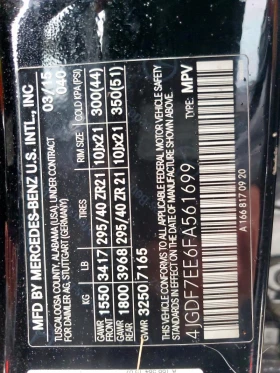 MFD BY MERCEDES-BENZ U.S. INTL., INC
TUSCALOOSA COUNTY, ALABAMA (USA) UNDER CONTRACT 03/15
FOR DAIMLER AG, STUTTGART (GERMANY) 040
KG LB TIRES RIM SIZE COLD KPA(PSI)
GAWR FRONT 1550 3417 295/40 ZR21 10Jx21 300(44)
GAWR REAR 1800 3968 295/40 ZR 21 10Jx21 350(51)
GVWR 3250 7165
THIS VEHICLE CONFORMS TO ALL APPLICABLE FEDERAL MOTOR VEHICLE SAFETY
STANDARDS IN EFFECT ON THE DATE OF MANUFACTURE SHOWN ABOVE.
4JGDF7EE6FA561699 TYPE: MPV
A 166 817 09 20